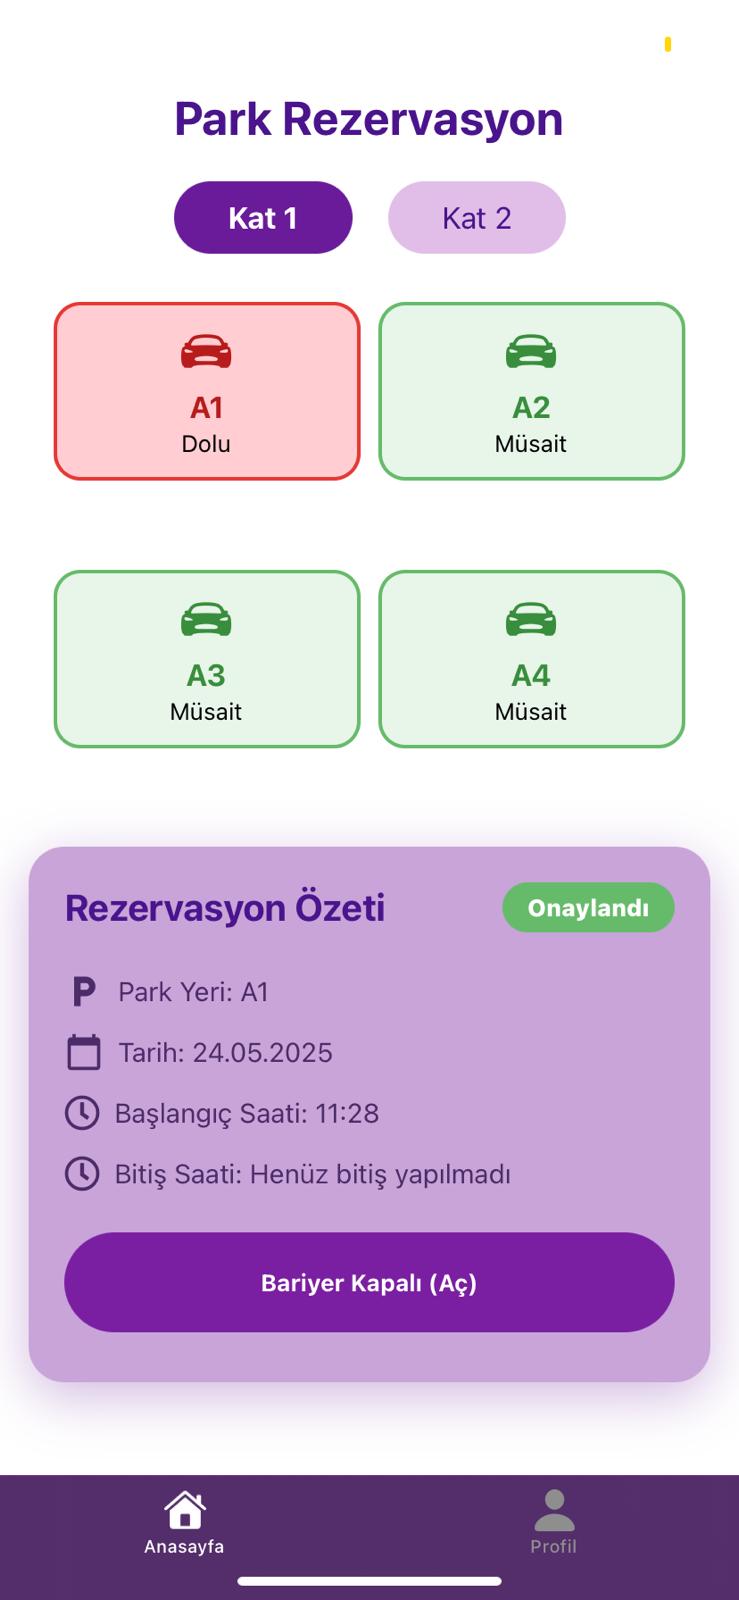 Park Rezervasyon
Kat 1
Kat 2
A1
Dolu
A2
Müsait
A3
Müsait
A4
Müsait
Rezervasyon Özeti
Onaylandı
P Park Yeri: A1
Tarih: 24.05.2025
Başlangıç Saati: 11:28
Bitiş Saati: Henüz bitiş yapılmadı
Bariyer Kapalı (Aç)
Anasayfa
Profil